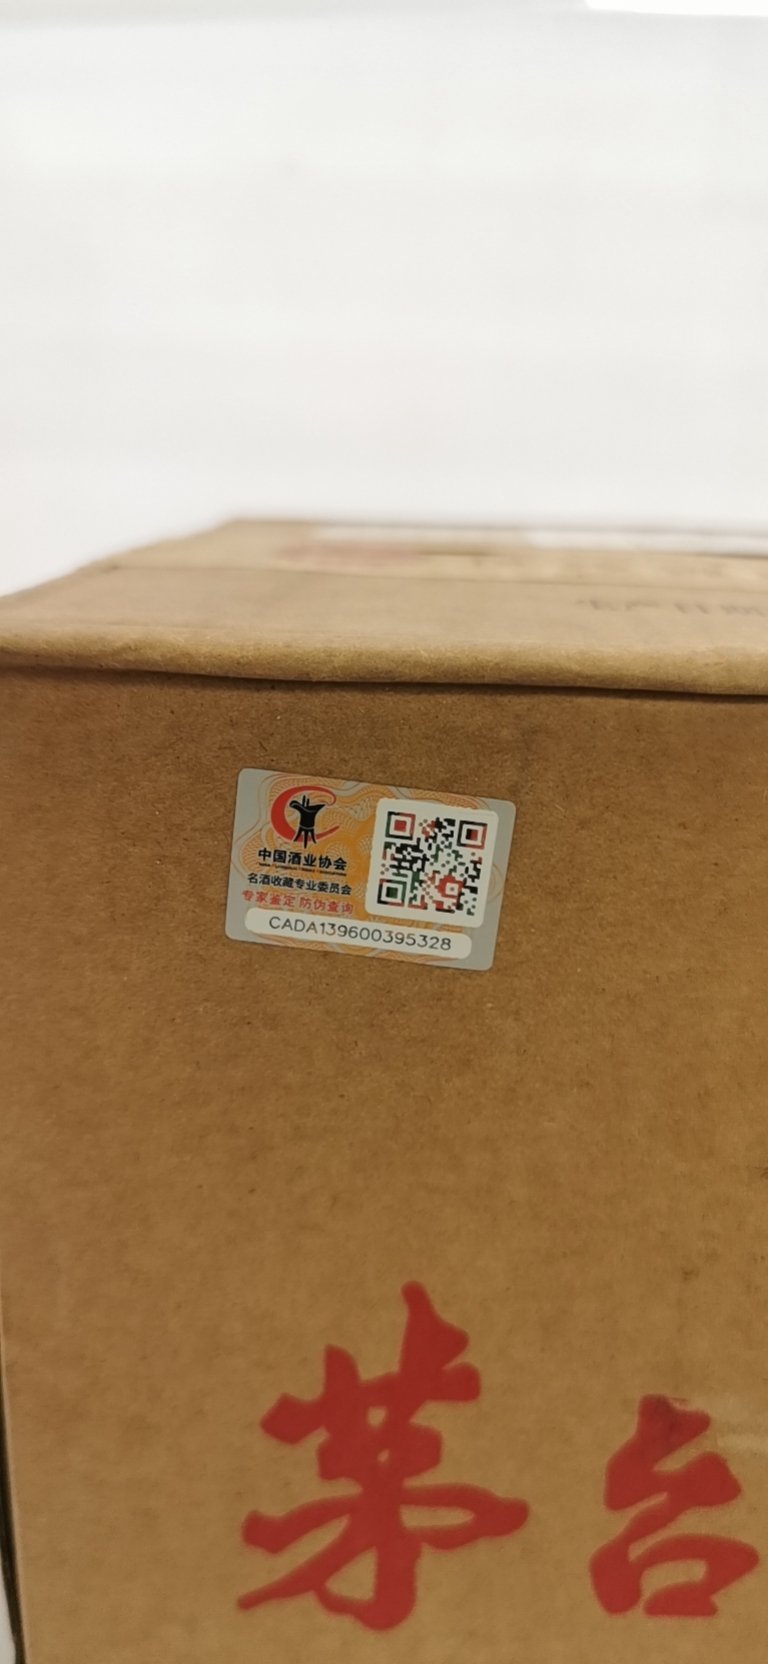 中国酒业协会
名酒收藏专业委员会
专家鉴定 防伪查询
CADA139600395328
茅台